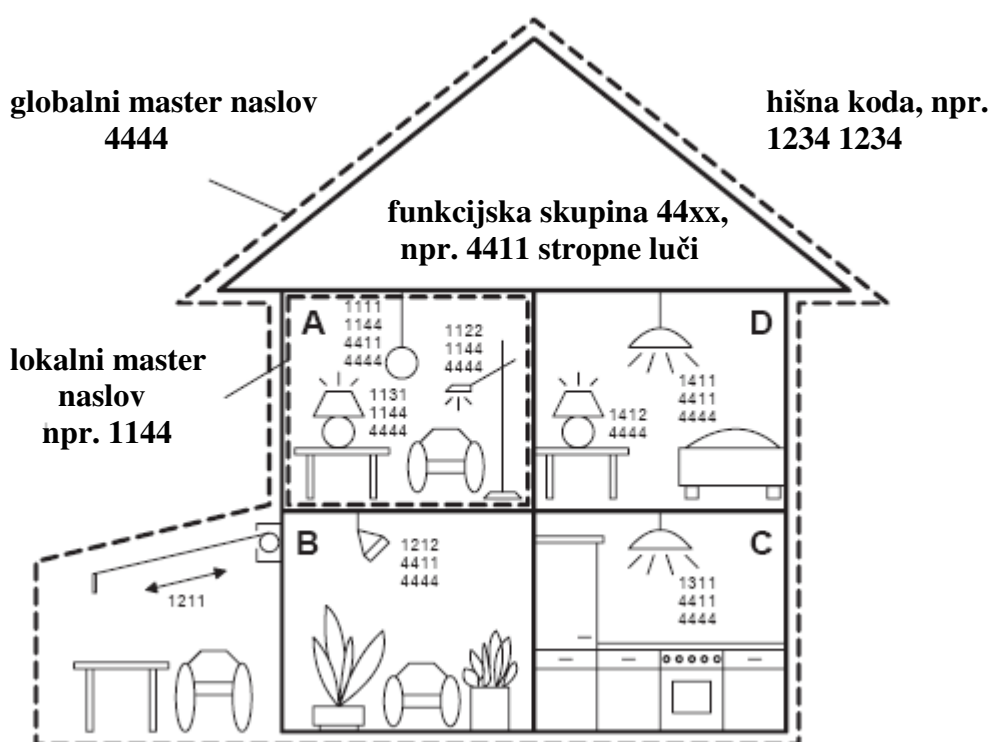 globalni master naslov
4444
hišna koda, npr.
1234 1234
funkcijska skupina 44xx,
npr. 4411 stropne luči
lokalni master
naslov
npr. 1144
A
1111
1144
4411
4444
1122
1144
4444
1131
1144
4444
D
1411
4411
4444
1412
4444
B
1212
4411
4444
C
1311
4411
4444
1211